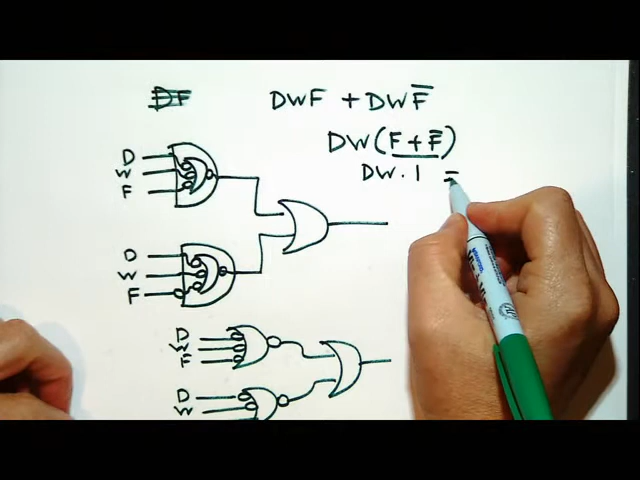 DF
DWF + DWF̅
DW(F + F̅)
DW · 1 =
D
W
F
D
W
F
D
W
F̅
D
W